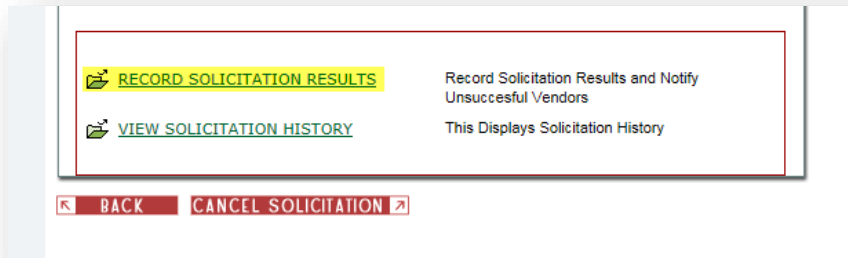 RECORD SOLICITATION RESULTS
Record Solicitation Results and Notify
Unsuccesful Vendors
VIEW SOLICITATION HISTORY
This Displays Solicitation History
BACK
CANCEL SOLICITATION